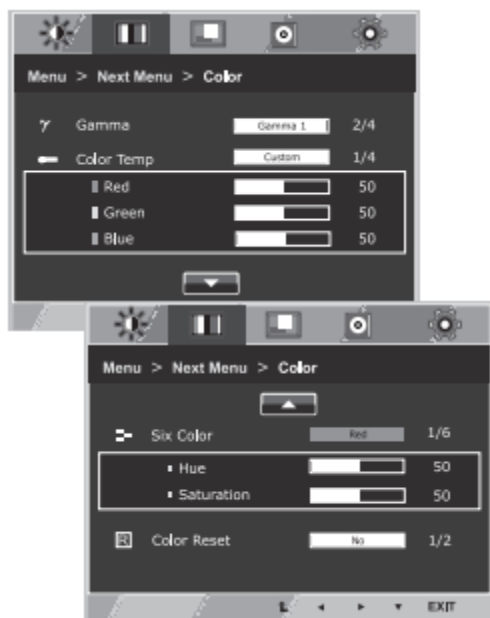 Menu > Next Menu > Color
γ Gamma Gamma 1 2/4
Color Temp Custom 1/4
Red 50
Green 50
Blue 50
Menu > Next Menu > Color
Six Color Red 1/6
Hue 50
Saturation 50
R Color Reset No 1/2
EXIT